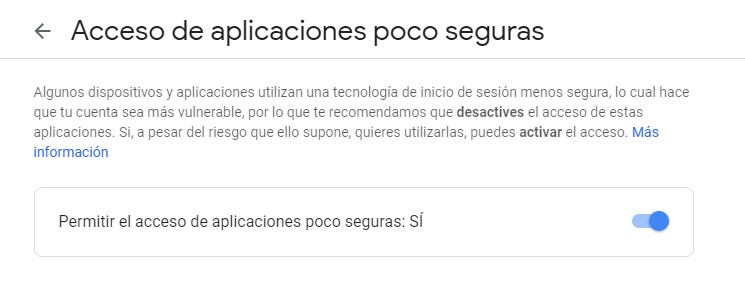 Acceso de aplicaciones poco seguras
Algunos dispositivos y aplicaciones utilizan una tecnología de inicio de sesión menos segura, lo cual hace
que tu cuenta sea más vulnerable, por lo que te recomendamos que desactives el acceso de estas
aplicaciones. Si, a pesar del riesgo que ello supone, quieres utilizarlas, puedes activar el acceso. Más
información
Permitir el acceso de aplicaciones poco seguras: SÍ